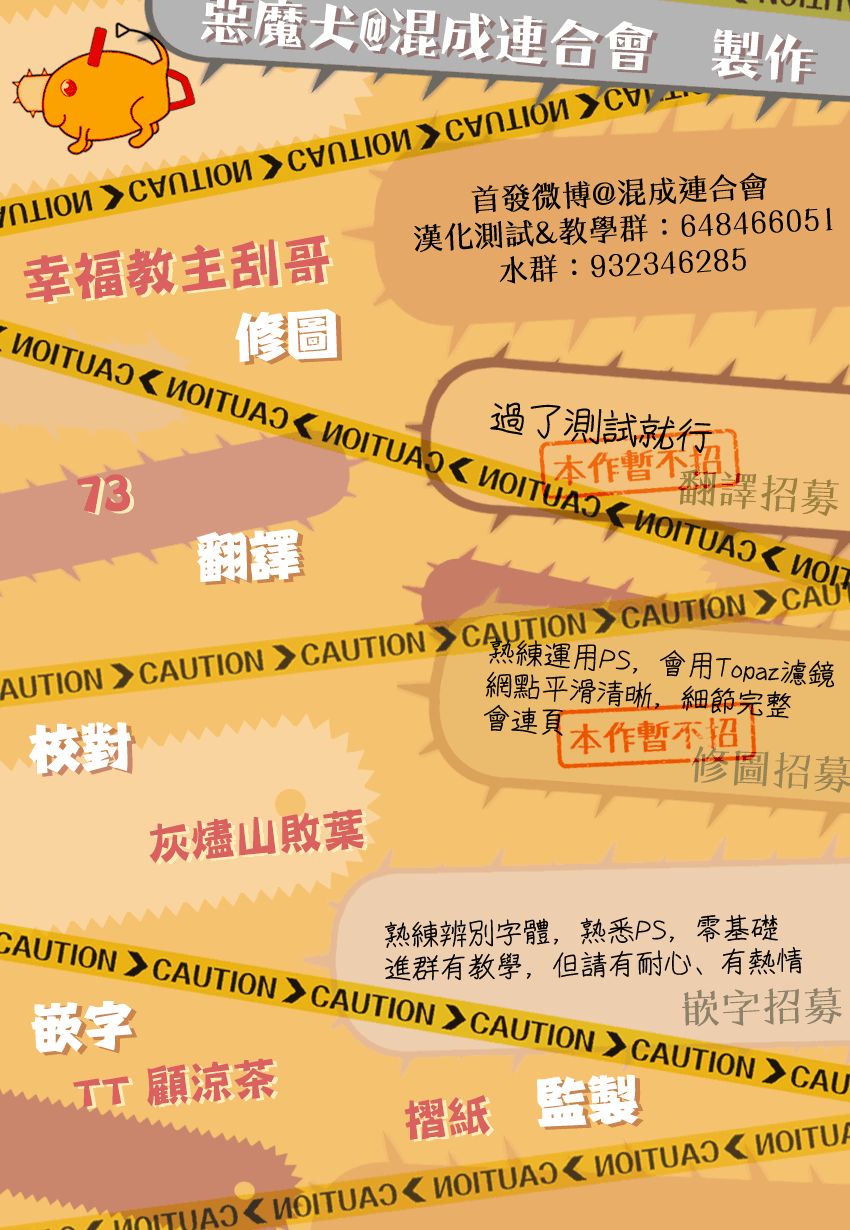 惡魔犬@混成連合會 製作
CAUTION CAUTION CAUTION
首發微博@混成連合會
漢化測試&教學群：648466051
水群：932346285
幸福教主刮哥
修圖
CAUTION CAUTION CAUTION CAUTION CAUTION
過了測試就行
本作暫不招
翻譯招募
73
翻譯
CAUTION CAUTION CAUTION CAUTION
熟練運用PS，會用Topaz濾鏡
網點平滑清晰，細節完整
會連頁
本作暫不招
修圖招募
校對
灰燼山敗葉
熟練辨別字體，熟悉PS，零基礎
進群有教學，但請有耐心、有熱情
嵌字招募
CAUTION CAUTION CAUTION CAUTION CAUTION
嵌字
TT 顧涼茶
摺紙 監製
CAUTION CAUTION CAUTION CAUTION